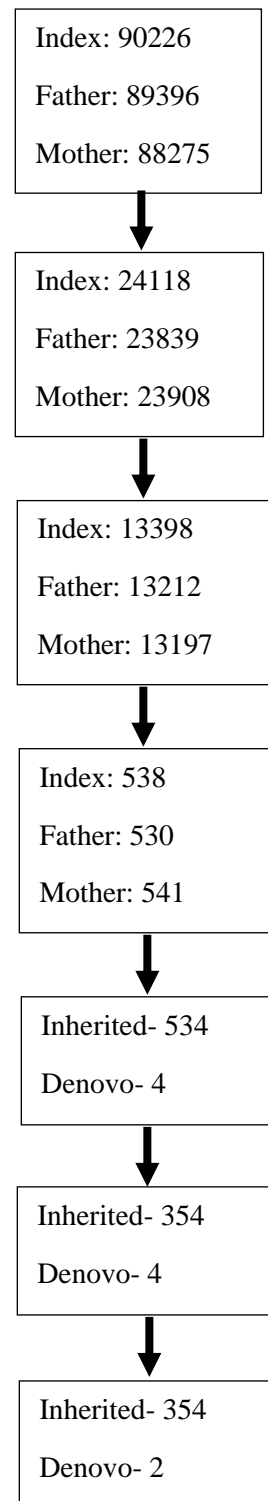 Index: 90226
Father: 89396
Mother: 88275
Index: 24118
Father: 23839
Mother: 23908
Index: 13398
Father: 13212
Mother: 13197
Index: 538
Father: 530
Mother: 541
Inherited- 534
Denovo- 4
Inherited- 354
Denovo- 4
Inherited- 354
Denovo- 2